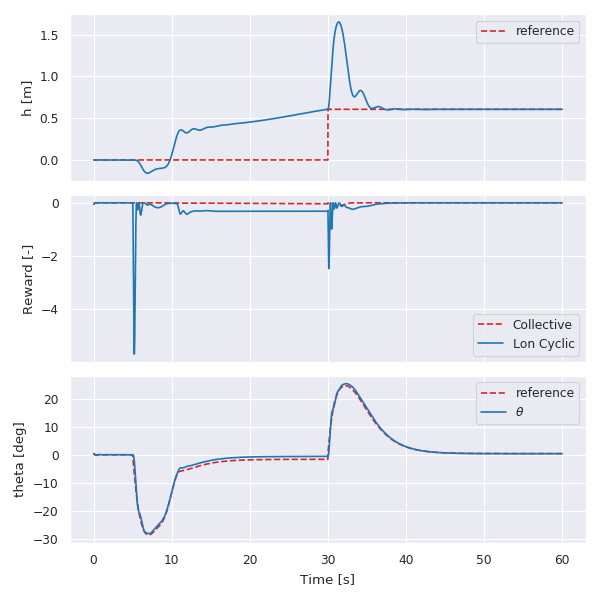 1.5
1.0
0.5
0.0
h [m]
reference
0
−2
−4
Reward [-]
Collective
Lon Cyclic
20
10
0
−10
−20
−30
theta [deg]
reference
θ
0 10 20 30 40 50 60
Time [s]